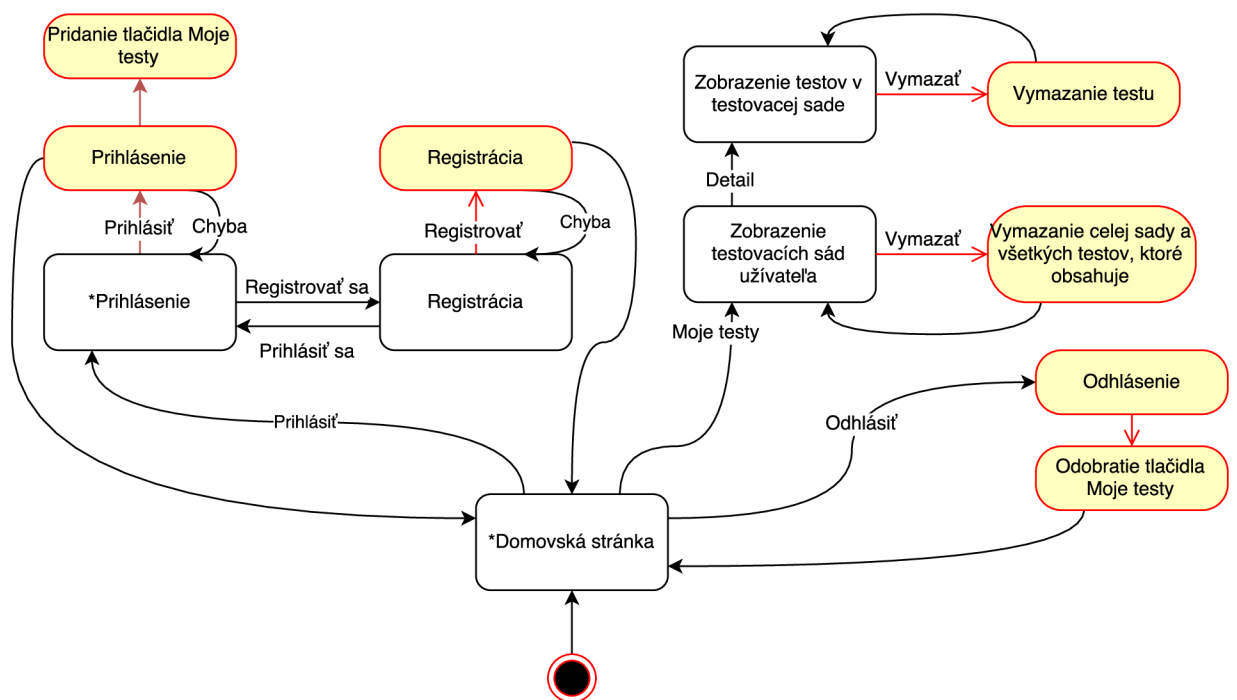 Pridanie tlačidla Moje
testy
Zobrazenie testov v
testovacej sade
Vymazať
Vymazanie testu
Prihlásenie
Registrácia
Detail
Prihlásiť
Chyba
Registrovať
Chyba
Zobrazenie
testovacích sád
užívateľa
Vymazať
Vymazanie celej sady a
všetkých testov, ktoré
obsahuje
*Prihlásenie
Registrovať sa
Registrácia
Prihlásiť sa
Moje testy
Odhlásenie
Prihlásiť
Odhlásiť
Odobratie tlačidla
Moje testy
*Domovská stránka